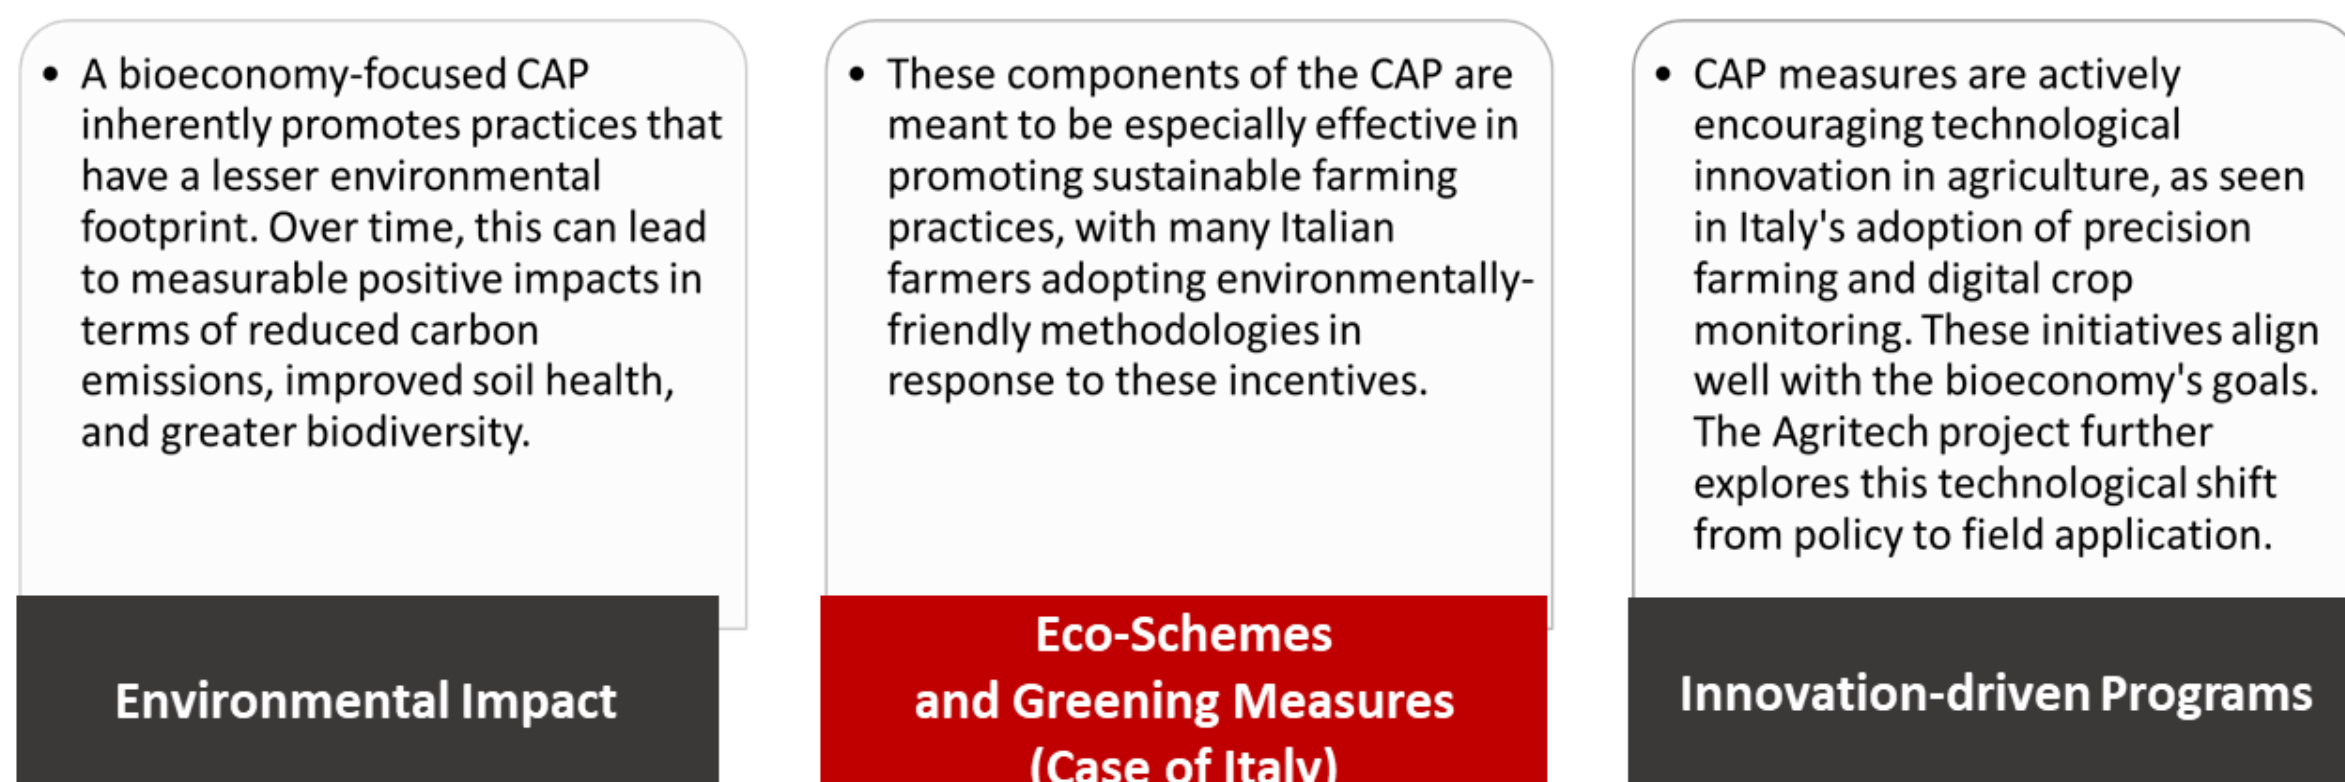 • A bioeconomy-focused CAP
inherently promotes practices that
have a lesser environmental
footprint. Over time, this can lead
to measurable positive impacts in
terms of reduced carbon
emissions, improved soil health,
and greater biodiversity.
Environmental Impact
• These components of the CAP are
meant to be especially effective in
promoting sustainable farming
practices, with many Italian
farmers adopting environmentally-
friendly methodologies in
response to these incentives.
Eco-Schemes
and Greening Measures
(Case of Italy)
• CAP measures are actively
encouraging technological
innovation in agriculture, as seen
in Italy's adoption of precision
farming and digital crop
monitoring. These initiatives align
well with the bioeconomy's goals.
The Agritech project further
explores this technological shift
from policy to field application.
Innovation-driven Programs